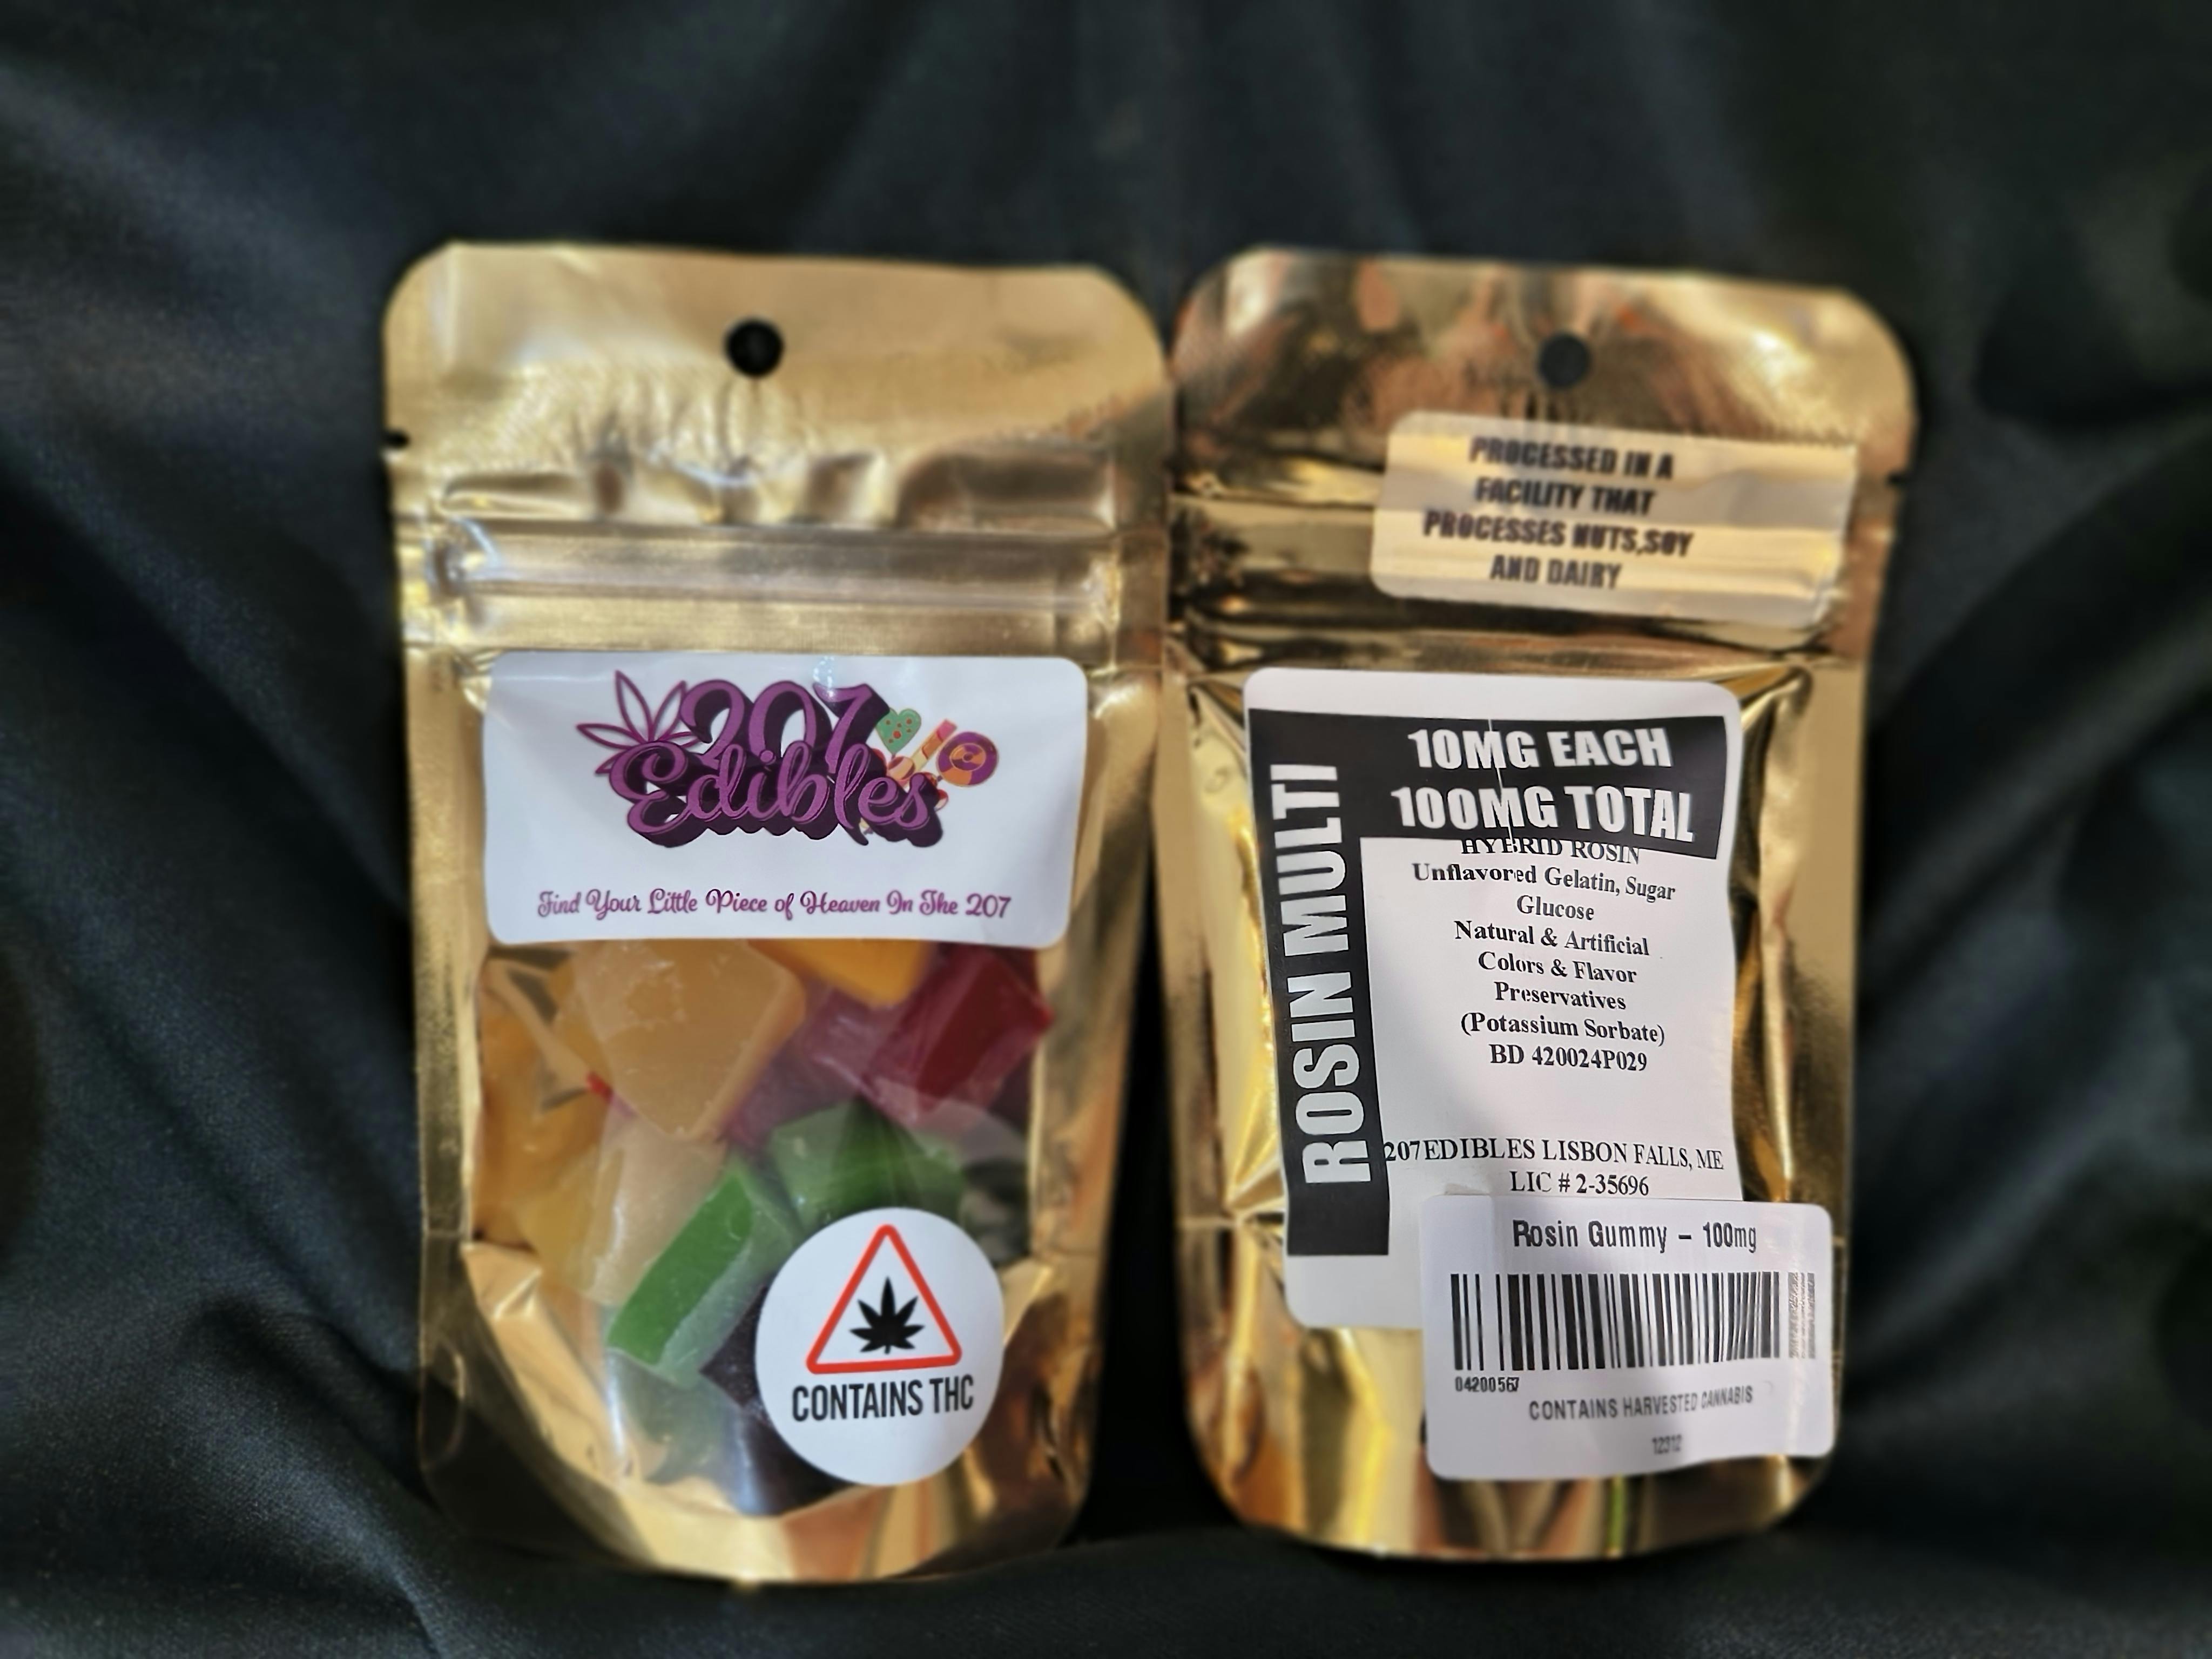 207
Edibles
Find Your Little Piece of Heaven In The 207
CONTAINS THC
PROCESSED IN A
FACILITY THAT
PROCESSES NUTS,SOY
AND DAIRY
ROSIN MULTI
10MG EACH
100MG TOTAL
HYBRID ROSIN
Unflavored Gelatin, Sugar
Glucose
Natural & Artificial
Colors & Flavor
Preservatives
(Potassium Sorbate)
BD 420024P029
207EDIBLES LISBON FALLS, ME
LIC # 2-35696
Rosin Gummy – 100mg
04200567
CONTAINS HARVESTED CANNABIS
12312